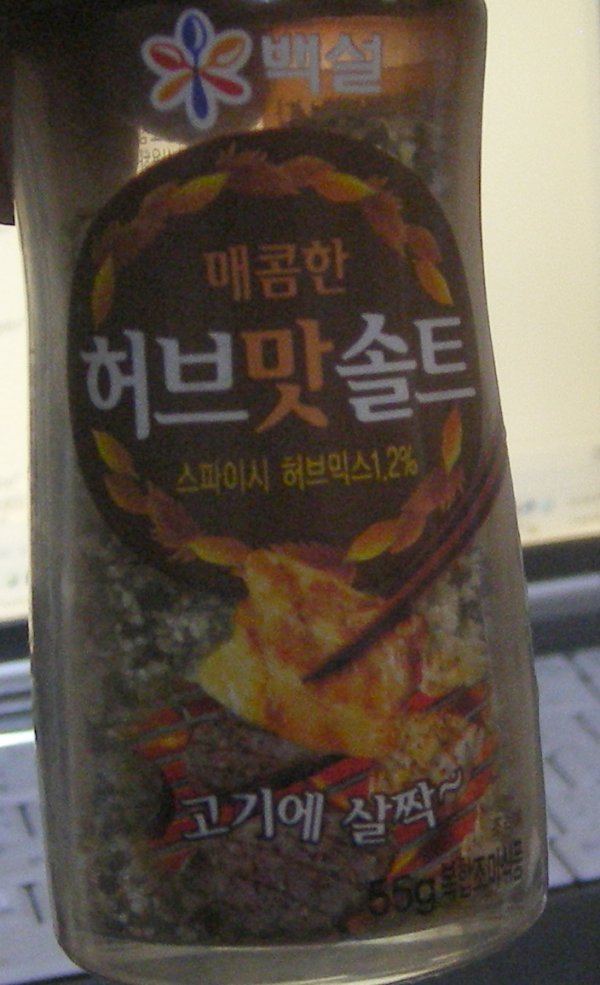 백설
매콤한
허브맛솔트
스파이시 허브믹스1.2%
고기에 살짝~
55g